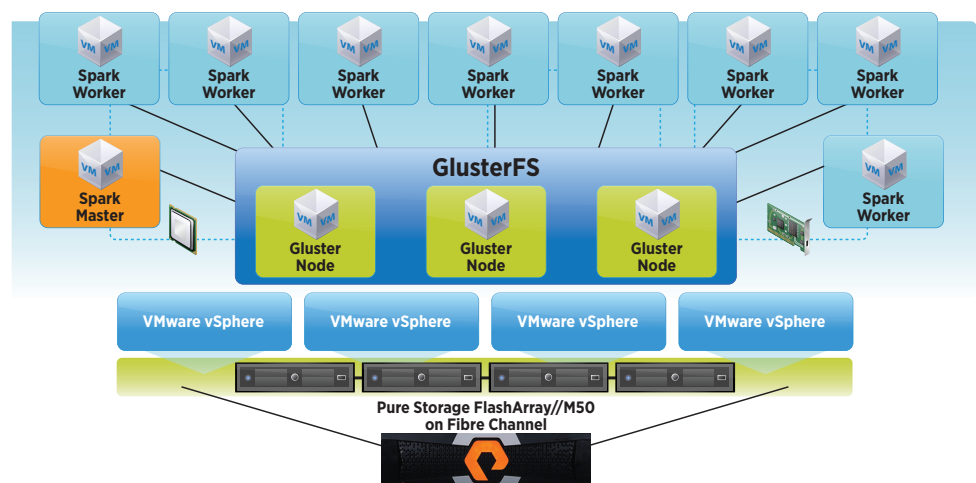 VM VM
Spark
Worker
VM VM
Spark
Worker
VM VM
Spark
Worker
VM VM
Spark
Worker
VM VM
Spark
Worker
VM VM
Spark
Worker
VM VM
Spark
Worker
VM VM
Spark
Master
GlusterFS
VM VM
Gluster
Node
VM VM
Gluster
Node
VM VM
Gluster
Node
VM VM
Spark
Worker
VMware vSphere
VMware vSphere
VMware vSphere
VMware vSphere
Pure Storage FlashArray//M50
on Fibre Channel